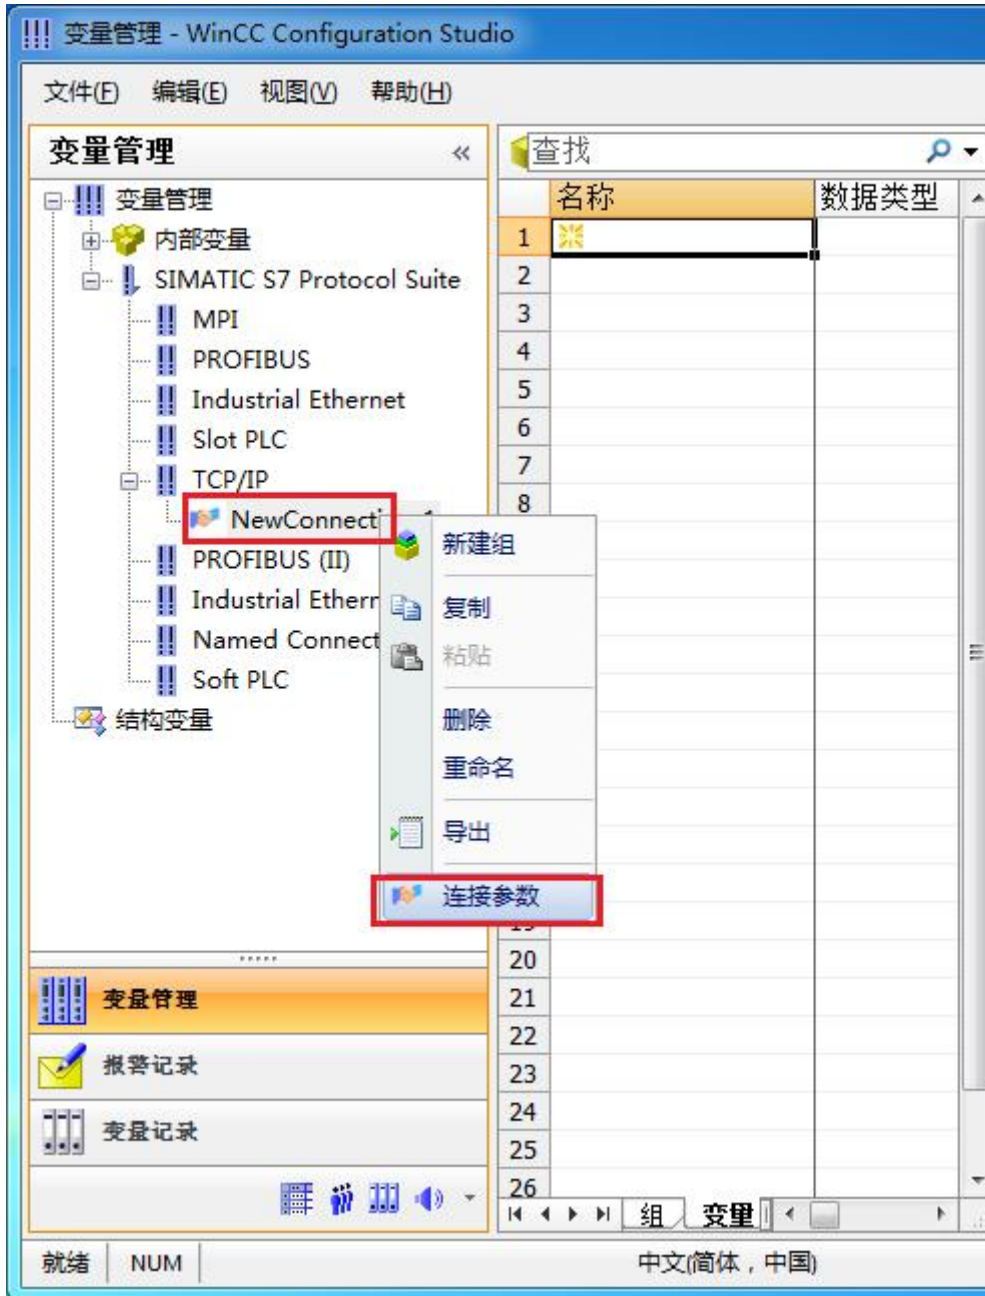 变量管理 - WinCC Configuration Studio
文件(F) 编辑(E) 视图(V) 帮助(H)
变量管理 «
查找
变量管理
内部变量
SIMATIC S7 Protocol Suite
MPI
PROFIBUS
Industrial Ethernet
Slot PLC
TCP/IP
NewConnecti
PROFIBUS (II)
Industrial Ethern
Named Connect
Soft PLC
结构变量
名称 数据类型
1
2
3
4
5
6
7
8
新建组
复制
粘贴
删除
重命名
导出
连接参数
19
20
21
22
23
24
25
26
变量管理
报警记录
变量记录
组 变量
就绪 NUM 中文(简体，中国)